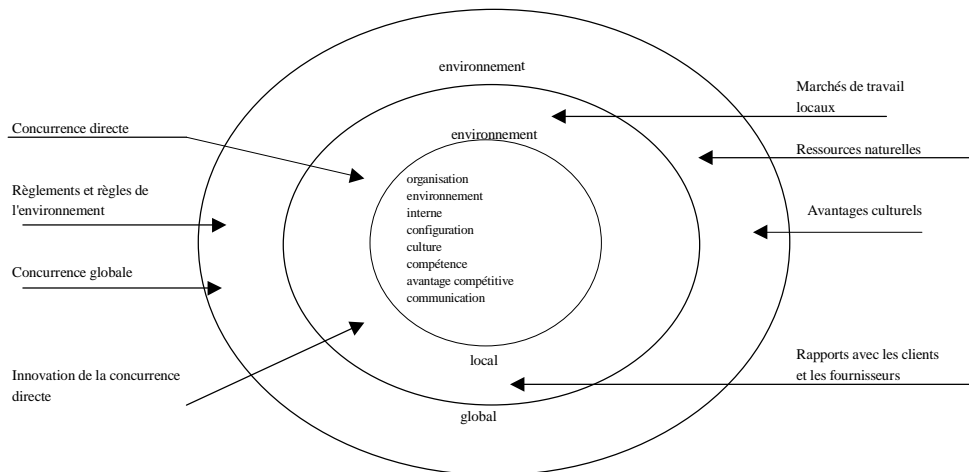 environnement
environnement
organisation
environnement
interne
configuration
culture
compétence
avantage compétitive
communication
local
global
Concurrence directe
Règlements et règles de
l'environnement
Concurrence globale
Innovation de la concurrence
directe
Marchés de travail
locaux
Ressources naturelles
Avantages culturels
Rapports avec les clients
et les fournisseurs